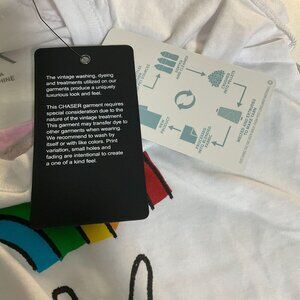 The vintage washing, dyeing
and treatments utilized on our
garments produce a uniquely
luxurious look and feel.
This CHASER garment requires
special consideration due to the
nature of the vintage treatment.
This garment may transfer dye to
other garments when wearing.
We recommend to wash by
itself or with like colors. Print
variation, small holes and
fading are intentional to create
a one of a kind feel.